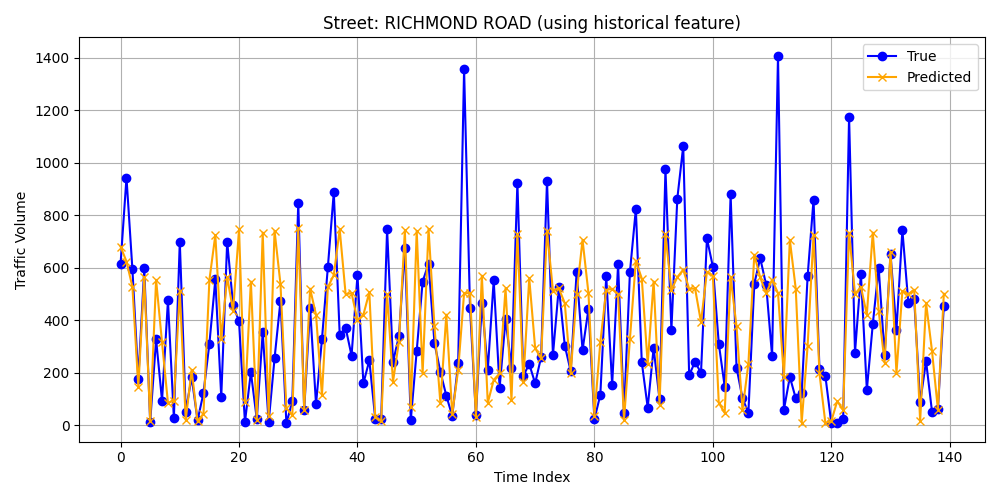 Street: RICHMOND ROAD (using historical feature)
True
Predicted
Traffic Volume
1400
1200
1000
800
600
400
200
0
0 20 40 60 80 100 120 140
Time Index